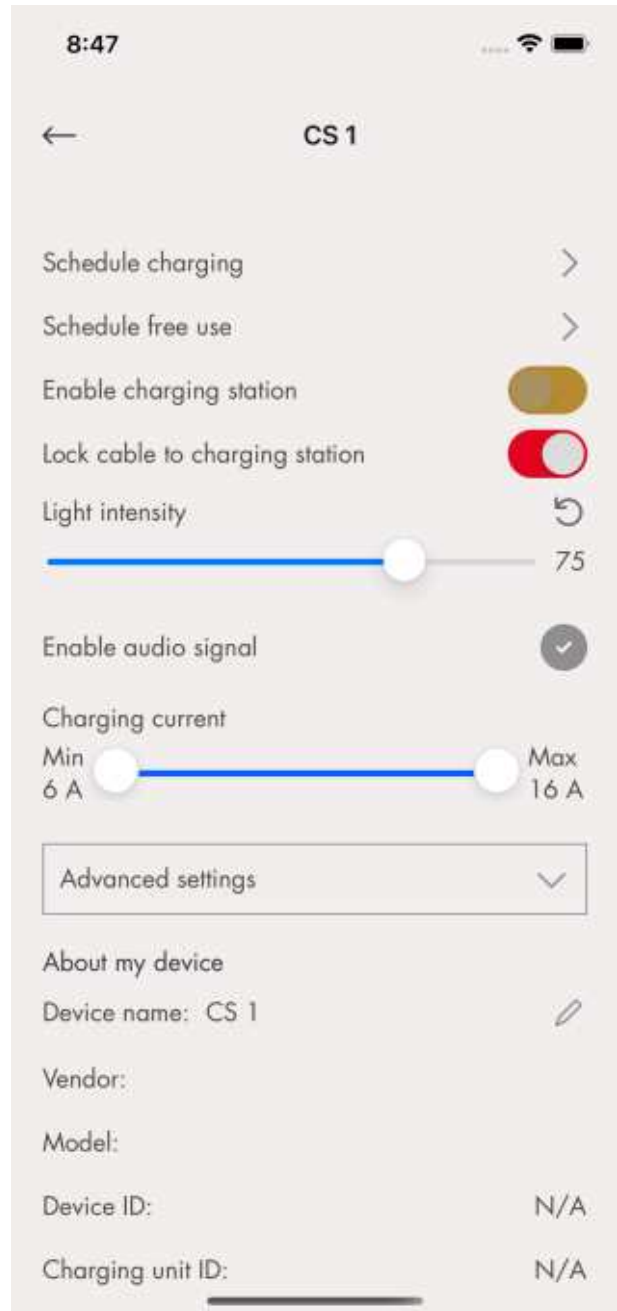 8:47
CS 1
Schedule charging
Schedule free use
Enable charging station
Lock cable to charging station
Light intensity
75
Enable audio signal
Charging current
Min
6 A
Max
16 A
Advanced settings
About my device
Device name: CS 1
Vendor:
Model:
Device ID: N/A
Charging unit ID: N/A